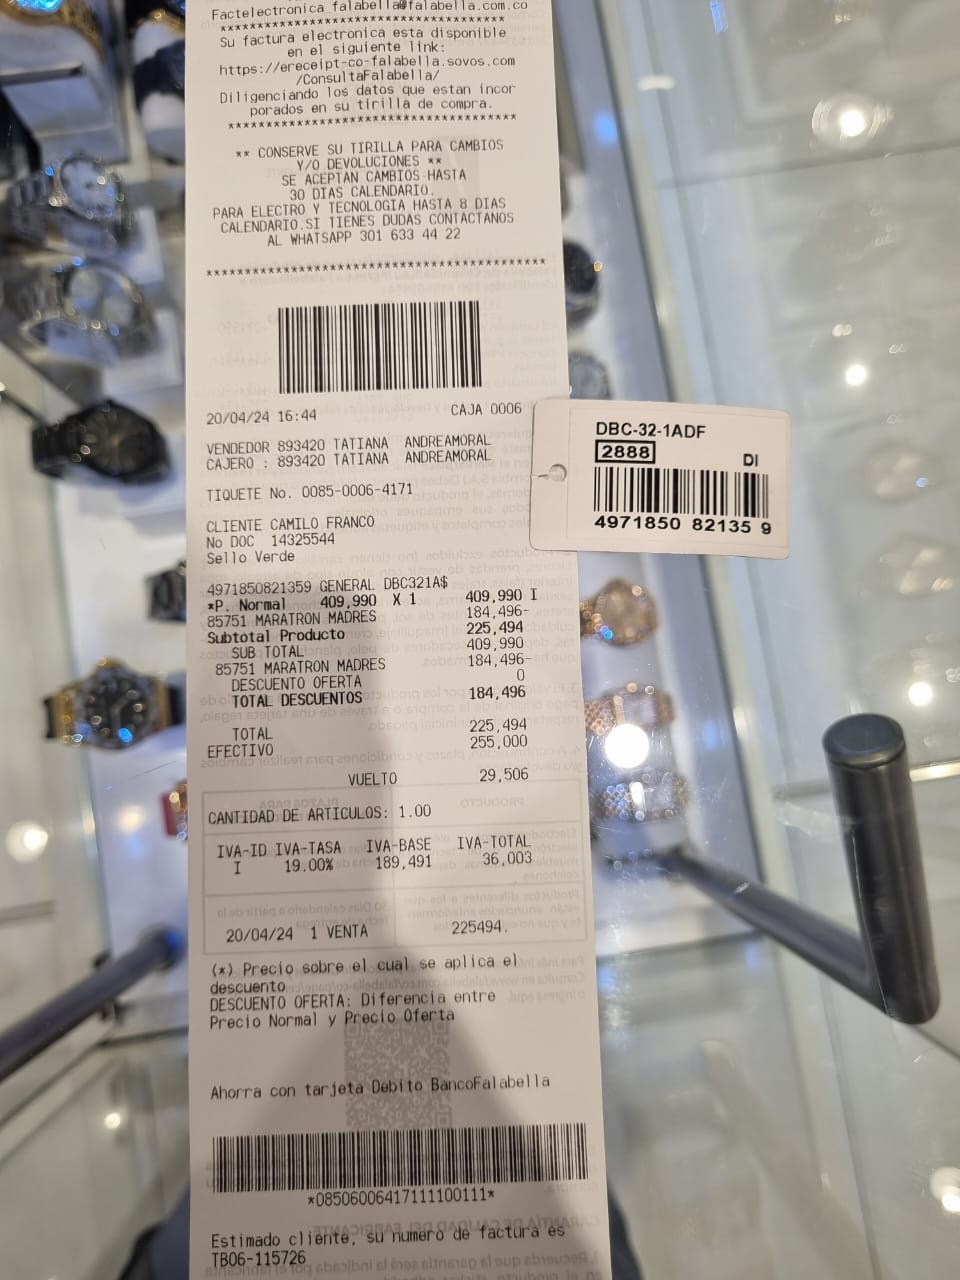 Factelectronica_falabella@falabella.com.co
****************************************
Su factura electronica esta disponible
en el siguiente link:
https://ereceipt-co-falabella.sovos.com
/ConsultaFalabella/
Diligenciando los datos que estan incor
porados en su tirilla de compra.
****************************************
** CONSERVE SU TIRILLA PARA CAMBIOS
Y/O DEVOLUCIONES **
SE ACEPTAN CAMBIOS HASTA
30 DIAS CALENDARIO.
PARA ELECTRO Y TECNOLOGIA HASTA 8 DIAS
CALENDARIO.SI TIENES DUDAS CONTACTANOS
AL WHATSAPP 301 633 44 22
****************************************
20/04/24 16:44 CAJA 0006
VENDEDOR 893420 TATIANA ANDREAMORAL
CAJERO : 893420 TATIANA ANDREAMORAL
TIQUETE No. 0085-0006-4171
CLIENTE CAMILO FRANCO
No DOC 14325544
Sello Verde
4971850821359 GENERAL DBC321A$
*P. Normal 409,990 X 1 409,990 I
85751 MARATRON MADRES 184,496-
Subtotal Producto 225,494
SUB TOTAL 409,990
85751 MARATRON MADRES 184,496-
DESCUENTO OFERTA 0
TOTAL DESCUENTOS 184,496
TOTAL 225,494
EFECTIVO 255,000
VUELTO 29,506
CANTIDAD DE ARTICULOS: 1.00
IVA-ID IVA-TASA IVA-BASE IVA-TOTAL
I 19.00% 189,491 36,003
20/04/24 1 VENTA 225494.
(*) Precio sobre el cual se aplica el
descuento
DESCUENTO OFERTA: Diferencia entre
Precio Normal y Precio Oferta
Ahorra con tarjeta Debito BancoFalabella
*08506006417111100111*
Estimado cliente, su numero de factura es
TB06-115726
DBC-32-1ADF
2888 DI
4971850 82135 9